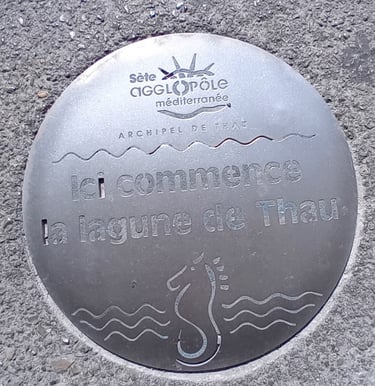 Sète
agglopôle
méditerranée
ARCHIPEL DE THAU
Ici commence
la lagune de Thau